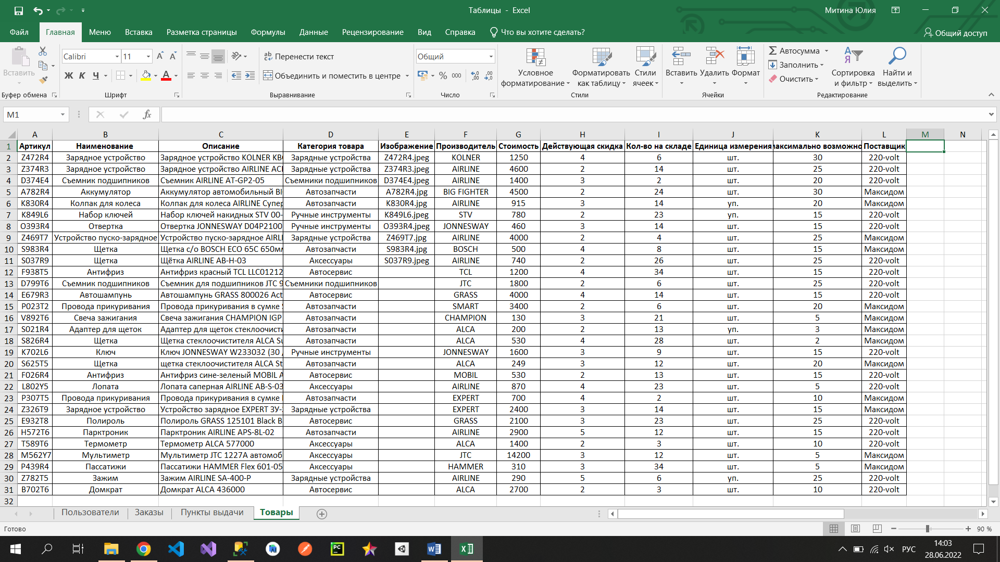 Таблицы - Excel
Митина Юлия
Файл Главная Меню Вставка Разметка страницы Формулы Данные Рецензирование Вид Справка Что вы хотите сделать? Общий доступ
Вставить
Буфер обмена
Calibri 11
Ж К Ч А
Шрифт
Перенести текст
Объединить и поместить в центре
Выравнивание
Общий
% 000
Число
Условное форматирование
Форматировать как таблицу
Стили ячеек
Стили
Вставить Удалить Формат
Ячейки
Автосумма
Заполнить
Очистить
Сортировка и фильтр
Найти и выделить
Редактирование
M1 fx
A B C D E F G H I J K L M N
1 Артикул Наименование Описание Категория товара Изображение Производитель Стоимость Действующая скидка Кол-во на складе Единица измерения максимально возможно Поставщик
2 Z472R4 Зарядное устройство Зарядное устройство KOLNER KBC Зарядные устройства Z472R4.jpeg KOLNER 1250 4 6 шт. 30 220-volt
3 Z374R3 Зарядное устройство Зарядное устройство AIRLINE ACH Зарядные устройства Z374R3.jpeg AIRLINE 4600 2 14 шт. 25 220-volt
4 D374E4 Съемник подшипников Съемник AIRLINE AT-GP2-05 Съемники подшипников D374E4.jpeg AIRLINE 1400 3 2 шт. 20 220-volt
5 A782R4 Аккумулятор Аккумулятор автомобильный BI Автозапчасти A782R4.jpg BIG FIGHTER 4500 2 24 шт. 30 Максидом
6 K830R4 Колпак для колеса Колпак для колеса AIRLINE Супер Автозапчасти K830R4.jpg AIRLINE 915 3 14 уп. 20 Максидом
7 K849L6 Набор ключей Набор ключей накидных STV 00- Ручные инструменты K849L6.jpeg STV 780 2 23 уп. 15 220-volt
8 O393R4 Отвертка Отвертка JONNESWAY D04P2100 Ручные инструменты O393R4.jpeg JONNESWAY 460 3 14 шт. 15 220-volt
9 Z469T7 Устройство пуско-зарядное Устройство пуско-зарядное AIRLI Зарядные устройства Z469T7.jpg AIRLINE 4000 2 4 шт. 25 Максидом
10 S983R4 Щетка Щетка с/о BOSCH ECO 65C 650мм Автозапчасти S983R4.jpg BOSCH 500 4 8 шт. 15 Максидом
11 S037R9 Щетка Щётка AIRLINE AB-H-03 Аксессуары S037R9.jpeg AIRLINE 740 2 26 шт. 25 220-volt
12 F938T5 Антифриз Антифриз красный TCL LLC01212 Автосервис TCL 1200 4 34 шт. 15 220-volt
13 D799T6 Съемник подшипников Съемник для подшипников JTC 9 Съемники подшипников JTC 1800 2 6 шт. 25 220-volt
14 E679R3 Автошампунь Автошампунь GRASS 800026 Act Автосервис GRASS 4000 4 14 шт. 15 220-volt
15 P023T2 Провода прикуривания Провода прикуривания в сумке S Автозапчасти SMART 3400 2 6 шт. 20 Максидом
16 V892T6 Свеча зажигания Свеча зажигания CHAMPION IGP Автозапчасти CHAMPION 130 3 21 шт. 5 Максидом
17 S021R4 Адаптер для щеток Адаптер для щеток стеклоочисти Автозапчасти ALCA 200 2 13 уп. 3 Максидом
18 S826R4 Щетка Щетка стеклоочистителя ALCA Su Автозапчасти ALCA 530 4 28 шт. 2 Максидом
19 K702L6 Ключ Ключ JONNESWAY W233032 (30 Ручные инструменты JONNESWAY 1600 3 9 шт. 15 220-volt
20 S625T5 Щетка щетка стеклоочистителя ALCA St Автозапчасти ALCA 249 3 12 шт. 20 Максидом
21 F026R4 Антифриз Антифриз сине-зеленый MOBIL A Автосервис MOBIL 530 2 13 шт. 15 220-volt
22 L802Y5 Лопата Лопата саперная AIRLINE AB-S-03 Аксессуары AIRLINE 870 4 23 шт. 5 220-volt
23 P307T5 Провода прикуривания Провода прикуривания в сумке Автозапчасти EXPERT 700 4 2 шт. 10 Максидом
24 Z326T9 Зарядное устройство Устройство зарядное EXPERT ЗУ- Зарядные устройства EXPERT 2400 3 14 шт. 15 Максидом
25 E932T8 Полироль Полироль GRASS 125101 Black B Автосервис GRASS 2100 3 23 шт. 25 220-volt
26 H572T6 Парктроник Парктроник AIRLINE APS-8L-02 Автозапчасти AIRLINE 2900 5 12 шт. 15 220-volt
27 T589T6 Термометр Термометр ALCA 577000 Аксессуары ALCA 1400 2 3 шт. 10 220-volt
28 M562Y7 Мультиметр Мультиметр JTC 1227A автомоб Аксессуары JTC 14200 3 12 шт. 5 Максидом
29 P439R4 Пассатижи Пассатижи HAMMER Flex 601-05 Аксессуары HAMMER 310 3 34 шт. 5 Максидом
30 Z782T5 Зажим Зажим AIRLINE SA-400-P Зарядные устройства AIRLINE 290 5 6 уп. 25 220-volt
31 B702T6 Домкрат Домкрат ALCA 436000 Автосервис ALCA 2700 2 3 шт. 10 220-volt
32
Пользователи Заказы Пункты выдачи Товары
Готово 90 %
РУС 14:03
28.06.2022